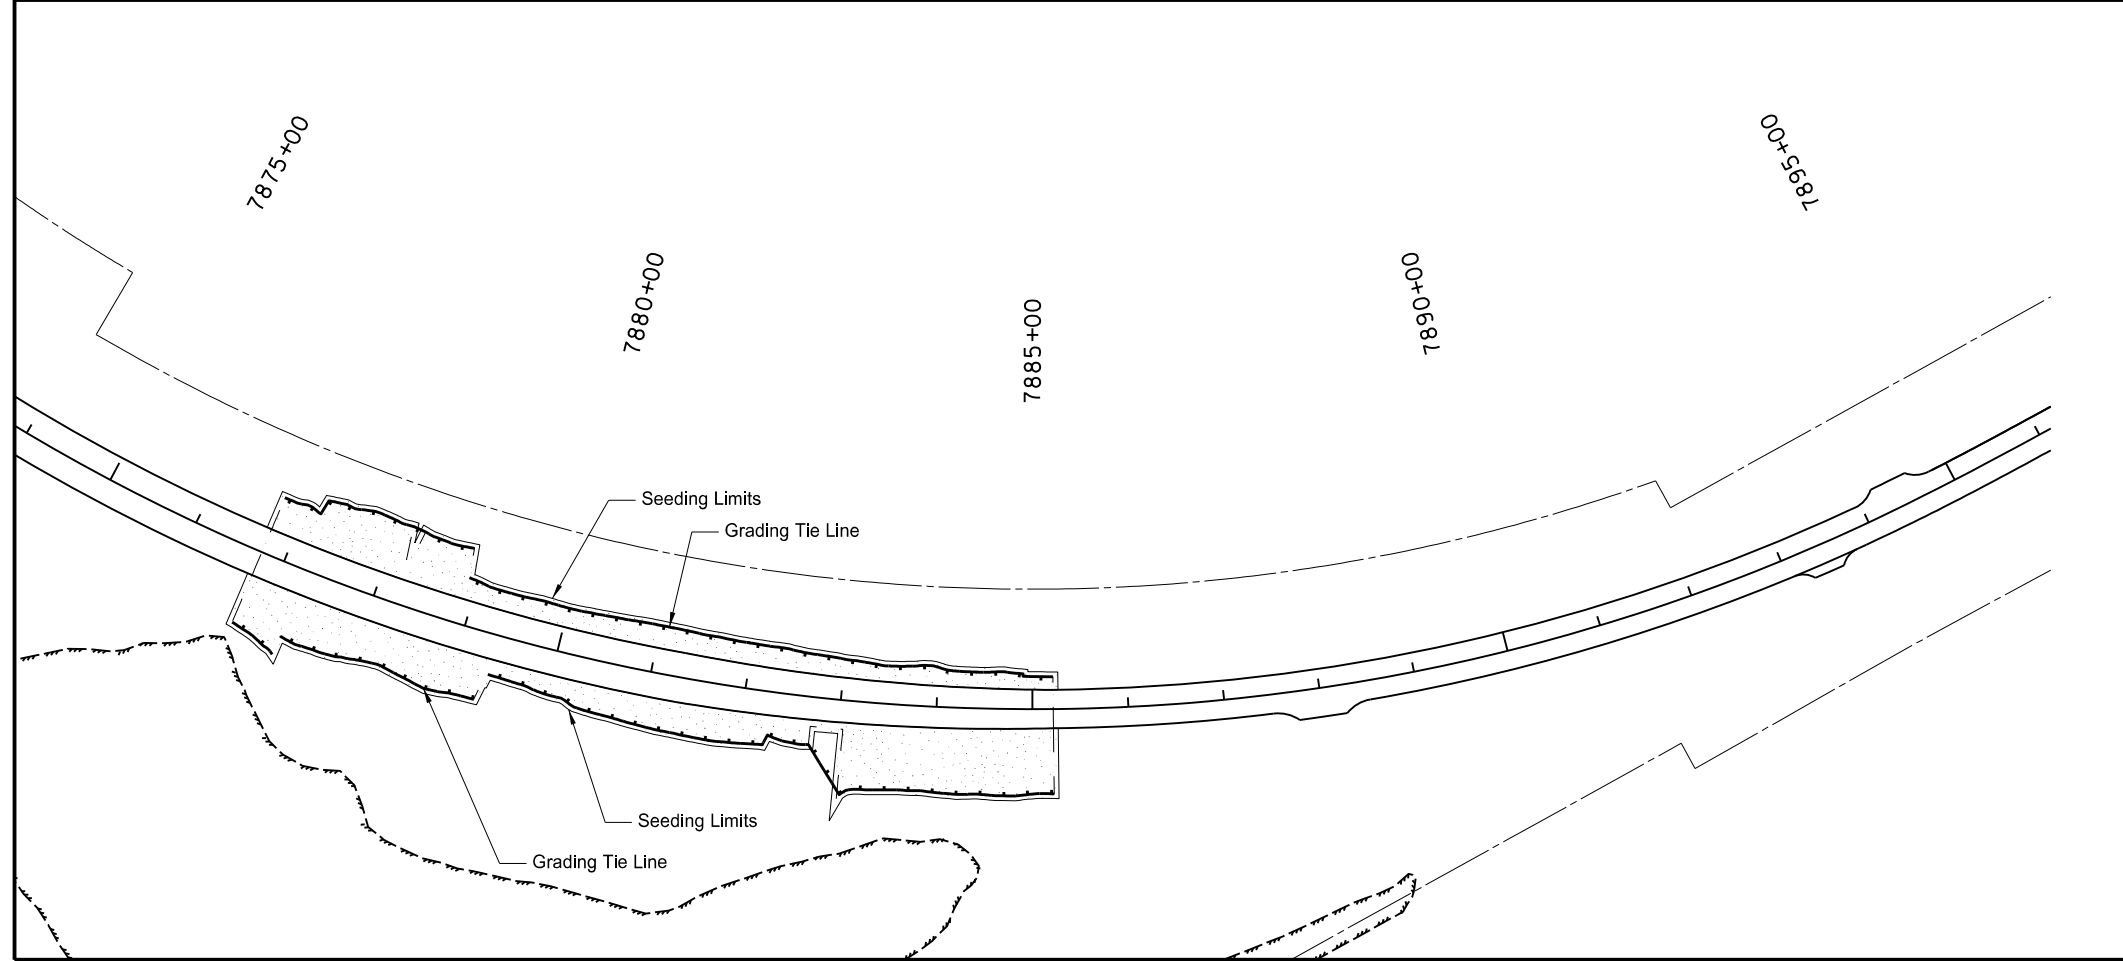 7875+00
7895+00
7880+00
7890+00
7885+00
Seeding Limits
Grading Tie Line
Seeding Limits
Grading Tie Line